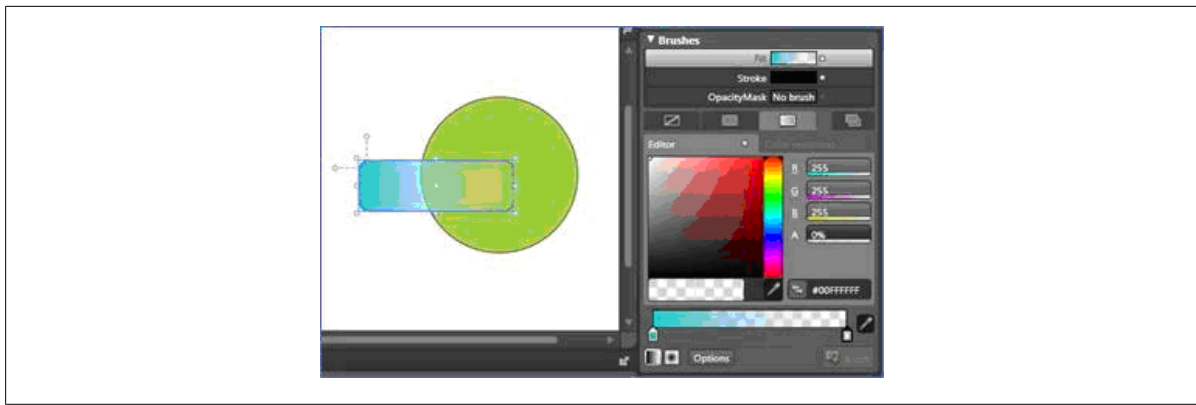 Brushes
Fill
Stroke
OpacityMask No brush
Editor
R 255
G 255
B 255
A 0%
#00FFFFFF
Options